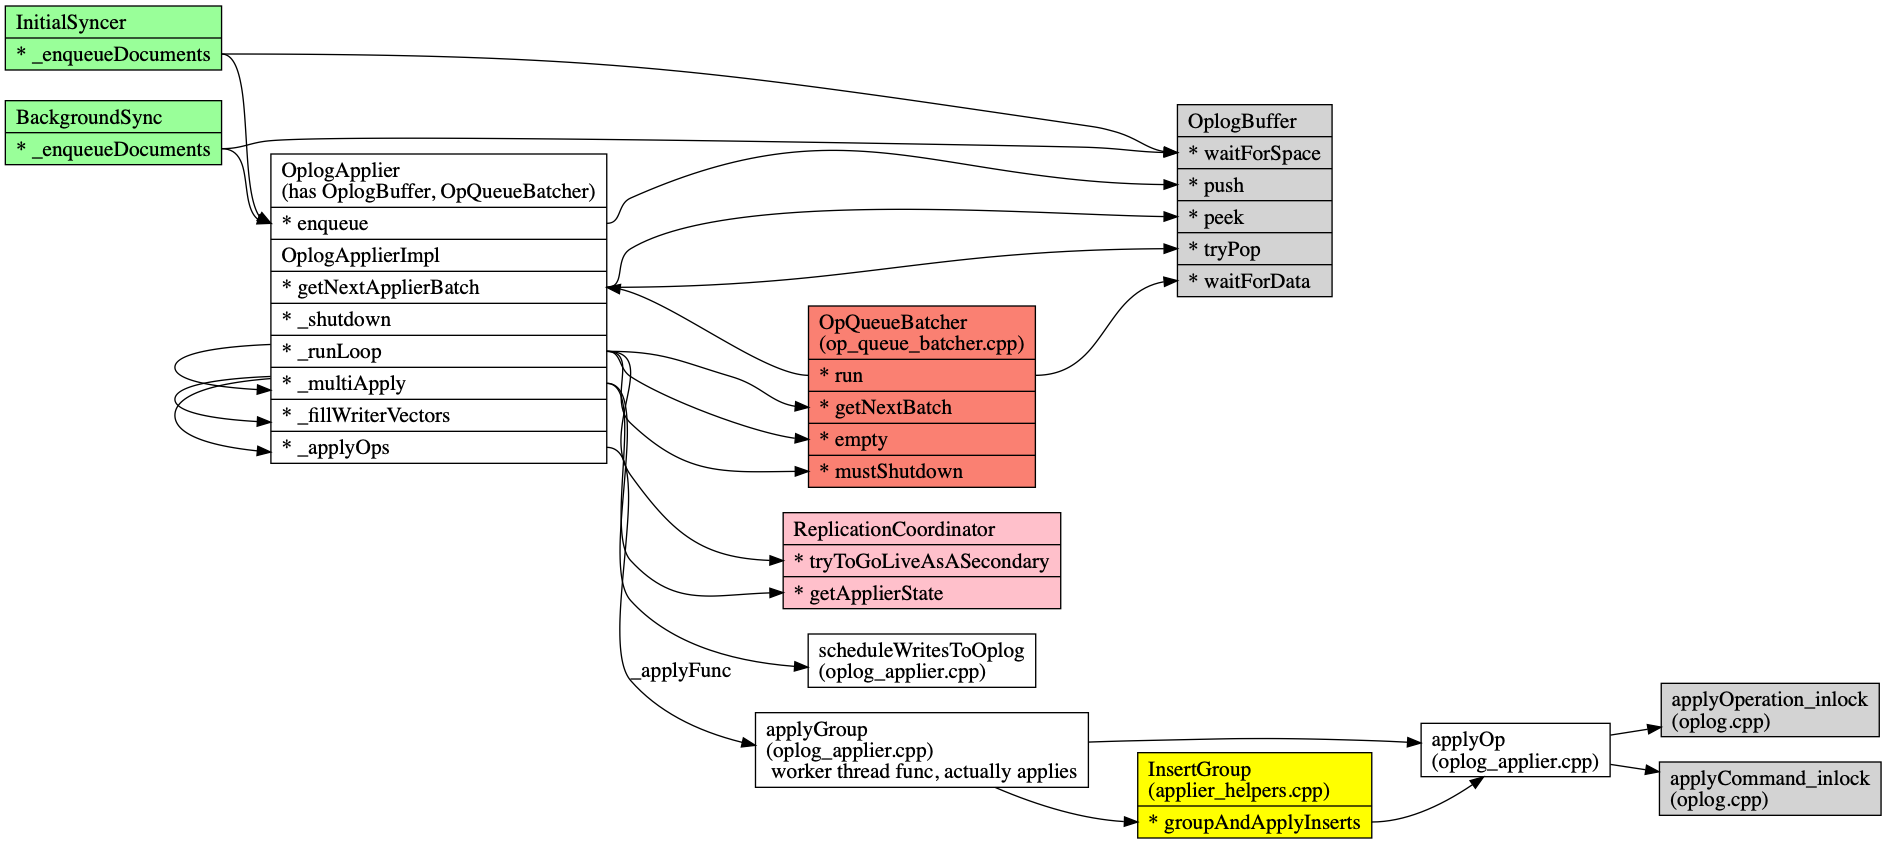 InitialSyncer
* _enqueueDocuments
BackgroundSync
* _enqueueDocuments
OplogApplier
(has OplogBuffer, OpQueueBatcher)
* enqueue
OplogApplierImpl
* getNextApplierBatch
* _shutdown
* _runLoop
* _multiApply
* _fillWriterVectors
* _applyOps
OplogBuffer
* waitForSpace
* push
* peek
* tryPop
* waitForData
OpQueueBatcher
(op_queue_batcher.cpp)
* run
* getNextBatch
* empty
* mustShutdown
ReplicationCoordinator
* tryToGoLiveAsASecondary
* getApplierState
scheduleWritesToOplog
(oplog_applier.cpp)
_applyFunc
applyGroup
(oplog_applier.cpp)
worker thread func, actually applies
InsertGroup
(applier_helpers.cpp)
* groupAndApplyInserts
applyOp
(oplog_applier.cpp)
applyOperation_inlock
(oplog.cpp)
applyCommand_inlock
(oplog.cpp)